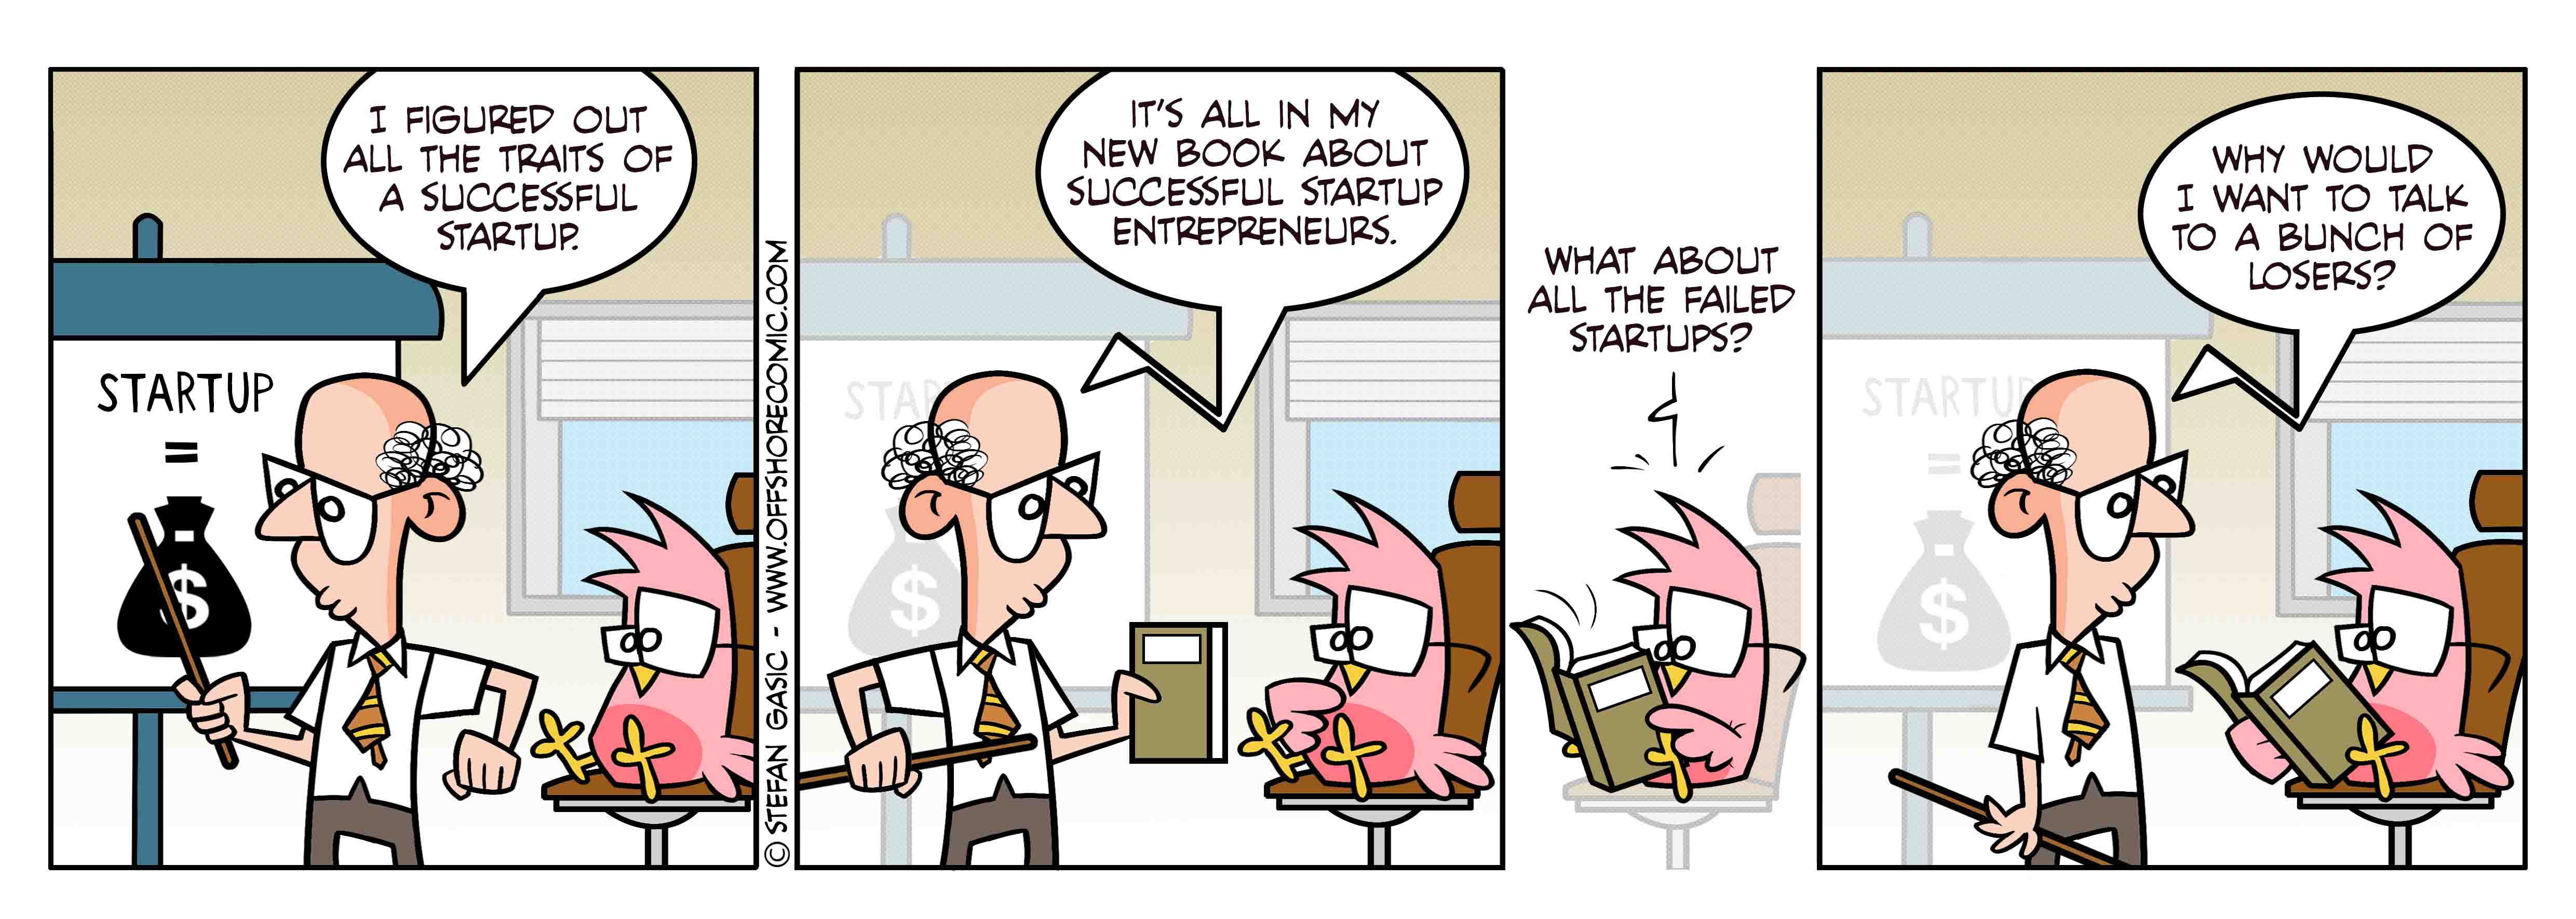 I FIGURED OUT
ALL THE TRAITS OF
A SUCCESSFUL
STARTUP.
STARTUP
=
$
© STEFAN GASIC - WWW.OFFSHORECOMIC.COM
IT'S ALL IN MY
NEW BOOK ABOUT
SUCCESSFUL STARTUP
ENTREPRENEURS.
STAR
$
WHAT ABOUT
ALL THE FAILED
STARTUPS?
WHY WOULD
I WANT TO TALK
TO A BUNCH OF
LOSERS?
STARTU
=
$